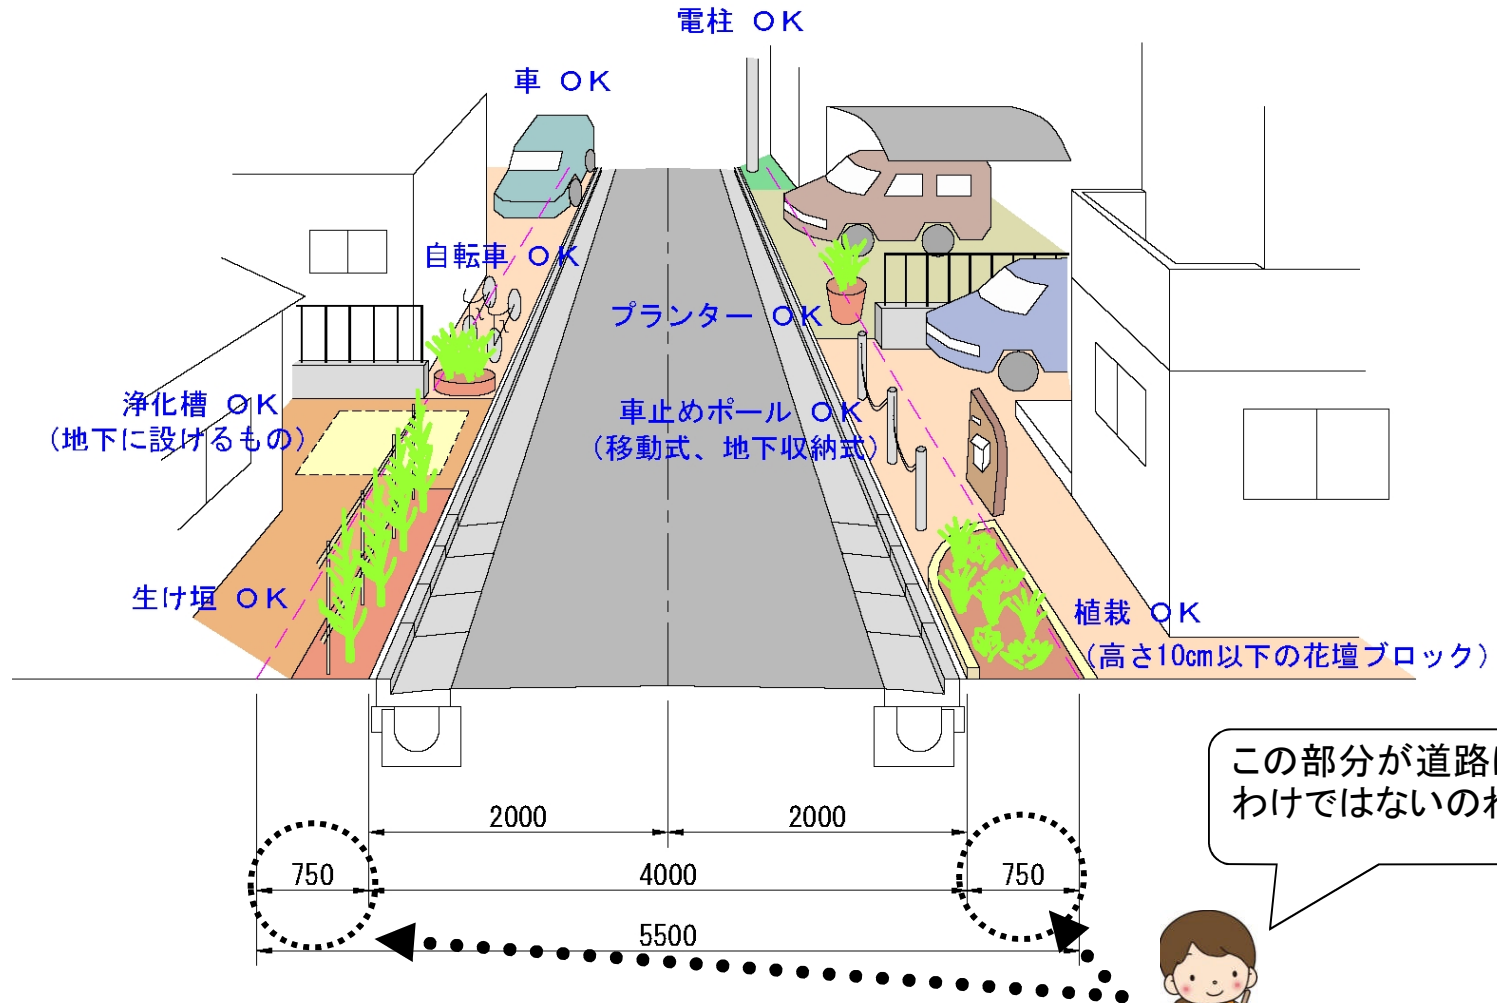 電柱 ＯＫ
車 ＯＫ
自転車 ＯＫ
プランター ＯＫ
浄化槽 ＯＫ
（地下に設けるもの）
車止めポール ＯＫ
（移動式、地下収納式）
生け垣 ＯＫ
植栽 ＯＫ
（高さ10㎝以下の花壇ブロック）
この部分が道路
わけではないのね
2000
2000
750
4000
750
5500